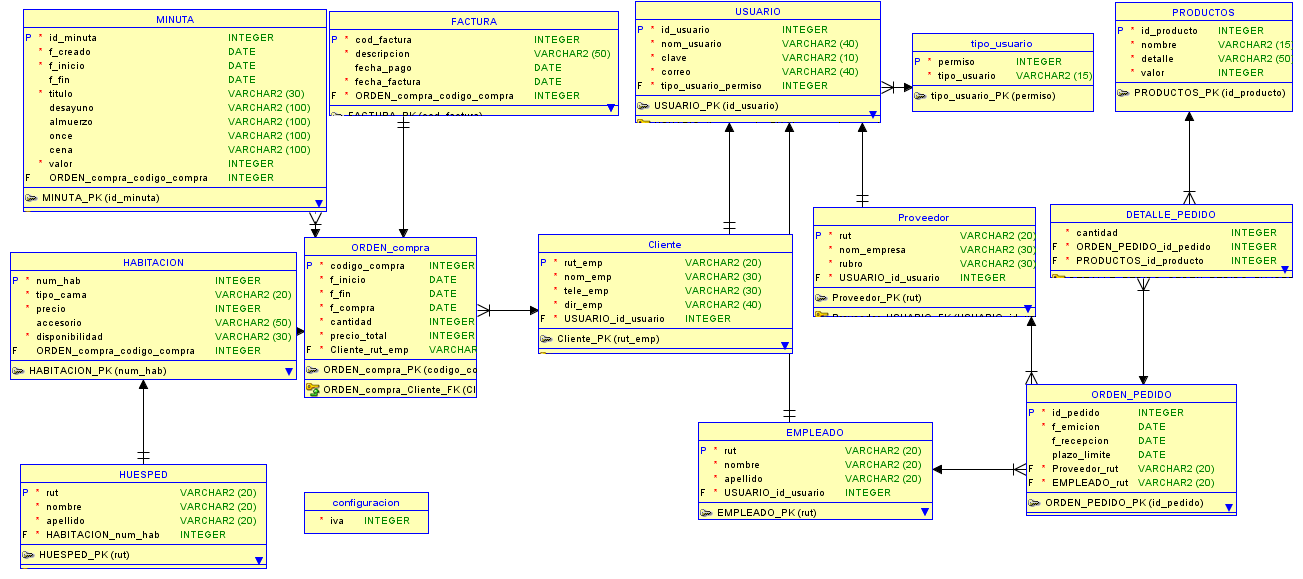 MINUTA
P * id_minuta INTEGER
* f_creado DATE
* f_inicio DATE
f_fin DATE
* titulo VARCHAR2 (30)
desayuno VARCHAR2 (100)
almuerzo VARCHAR2 (100)
once VARCHAR2 (100)
cena VARCHAR2 (100)
* valor INTEGER
F ORDEN_compra_codigo_compra INTEGER
MINUTA_PK (id_minuta)
FACTURA
P * cod_factura INTEGER
* descripcion VARCHAR2 (50)
fecha_pago DATE
* fecha_factura DATE
F * ORDEN_compra_codigo_compra INTEGER
FACTURA_PK (cod_factura)
USUARIO
P * id_usuario INTEGER
* nom_usuario VARCHAR2 (40)
* clave VARCHAR2 (10)
* correo VARCHAR2 (40)
F * tipo_usuario_permiso INTEGER
USUARIO_PK (id_usuario)
tipo_usuario
P * permiso INTEGER
* tipo_usuario VARCHAR2 (15)
tipo_usuario_PK (permiso)
PRODUCTOS
P * id_producto INTEGER
* nombre VARCHAR2 (15
* detalle VARCHAR2 (50
* valor INTEGER
PRODUCTOS_PK (id_producto)
HABITACION
P * num_hab INTEGER
* tipo_cama VARCHAR2 (20)
* precio INTEGER
accesorio VARCHAR2 (50)
* disponibilidad VARCHAR2 (30)
F ORDEN_compra_codigo_compra INTEGER
HABITACION_PK (num_hab)
ORDEN_compra
P * codigo_compra INTEGER
* f_inicio DATE
* f_fin DATE
* f_compra DATE
* cantidad INTEGER
* precio_total INTEGER
F * Cliente_rut_emp VARCHAR
ORDEN_compra_PK (codigo_co
ORDEN_compra_Cliente_FK (Cl
Cliente
P * rut_emp VARCHAR2 (20)
* nom_emp VARCHAR2 (30)
* tele_emp VARCHAR2 (30)
* dir_emp VARCHAR2 (40)
F * USUARIO_id_usuario INTEGER
Cliente_PK (rut_emp)
Proveedor
P * rut VARCHAR2 (20)
* nom_empresa VARCHAR2 (30)
* rubro VARCHAR2 (30)
F * USUARIO_id_usuario INTEGER
Proveedor_PK (rut)
DETALLE_PEDIDO
* cantidad INTEGER
F * ORDEN_PEDIDO_id_pedido INTEGER
F * PRODUCTOS_id_producto INTEGER
HUESPED
P * rut VARCHAR2 (20)
* nombre VARCHAR2 (20)
* apellido VARCHAR2 (20)
F * HABITACION_num_hab INTEGER
HUESPED_PK (rut)
configuracion
* iva INTEGER
EMPLEADO
P * rut VARCHAR2 (20)
* nombre VARCHAR2 (20)
* apellido VARCHAR2 (20)
F * USUARIO_id_usuario INTEGER
EMPLEADO_PK (rut)
ORDEN_PEDIDO
P * id_pedido INTEGER
* f_emicion DATE
f_recepcion DATE
plazo_limite DATE
F * Proveedor_rut VARCHAR2 (20)
F * EMPLEADO_rut VARCHAR2 (20)
ORDEN_PEDIDO_PK (id_pedido)